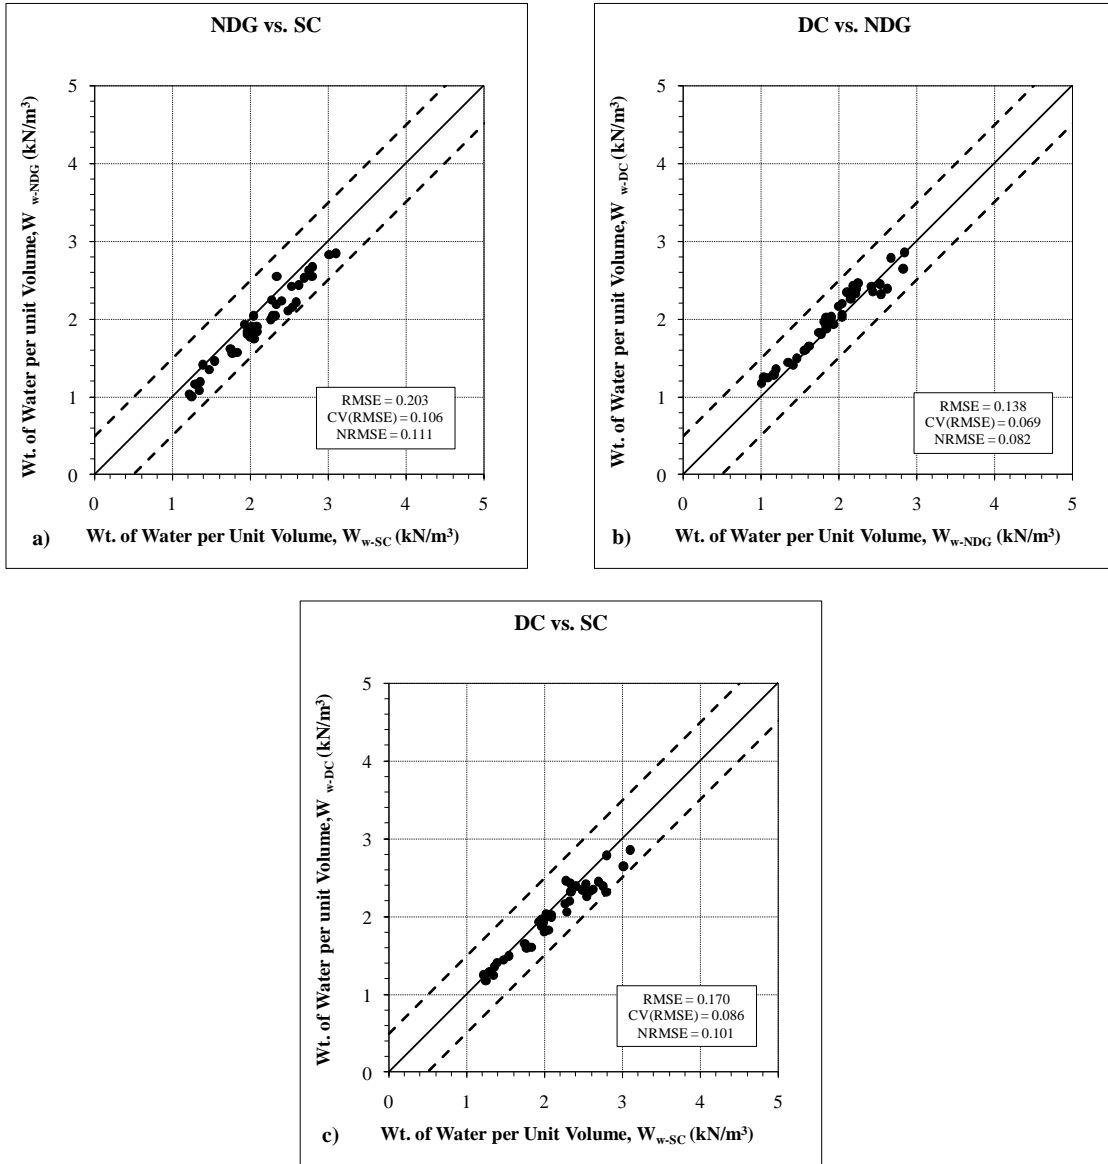 NDG vs. SC
Wt. of Water per unit Volume,W w-NDG (kN/m³)
5
4
3
2
1
0
RMSE = 0.203
CV(RMSE) = 0.106
NRMSE = 0.111
0 1 2 3 4 5
a) Wt. of Water per Unit Volume, Ww-SC (kN/m³)
DC vs. NDG
Wt. of Water per unit Volume,W w-DC (kN/m³)
5
4
3
2
1
0
RMSE = 0.138
CV(RMSE) = 0.069
NRMSE = 0.082
0 1 2 3 4 5
b) Wt. of Water per Unit Volume, Ww-NDG (kN/m³)
DC vs. SC
Wt. of Water per unit Volume,W w-DC (kN/m³)
5
4
3
2
1
0
RMSE = 0.170
CV(RMSE) = 0.086
NRMSE = 0.101
0 1 2 3 4 5
c) Wt. of Water per Unit Volume, Ww-SC (kN/m³)